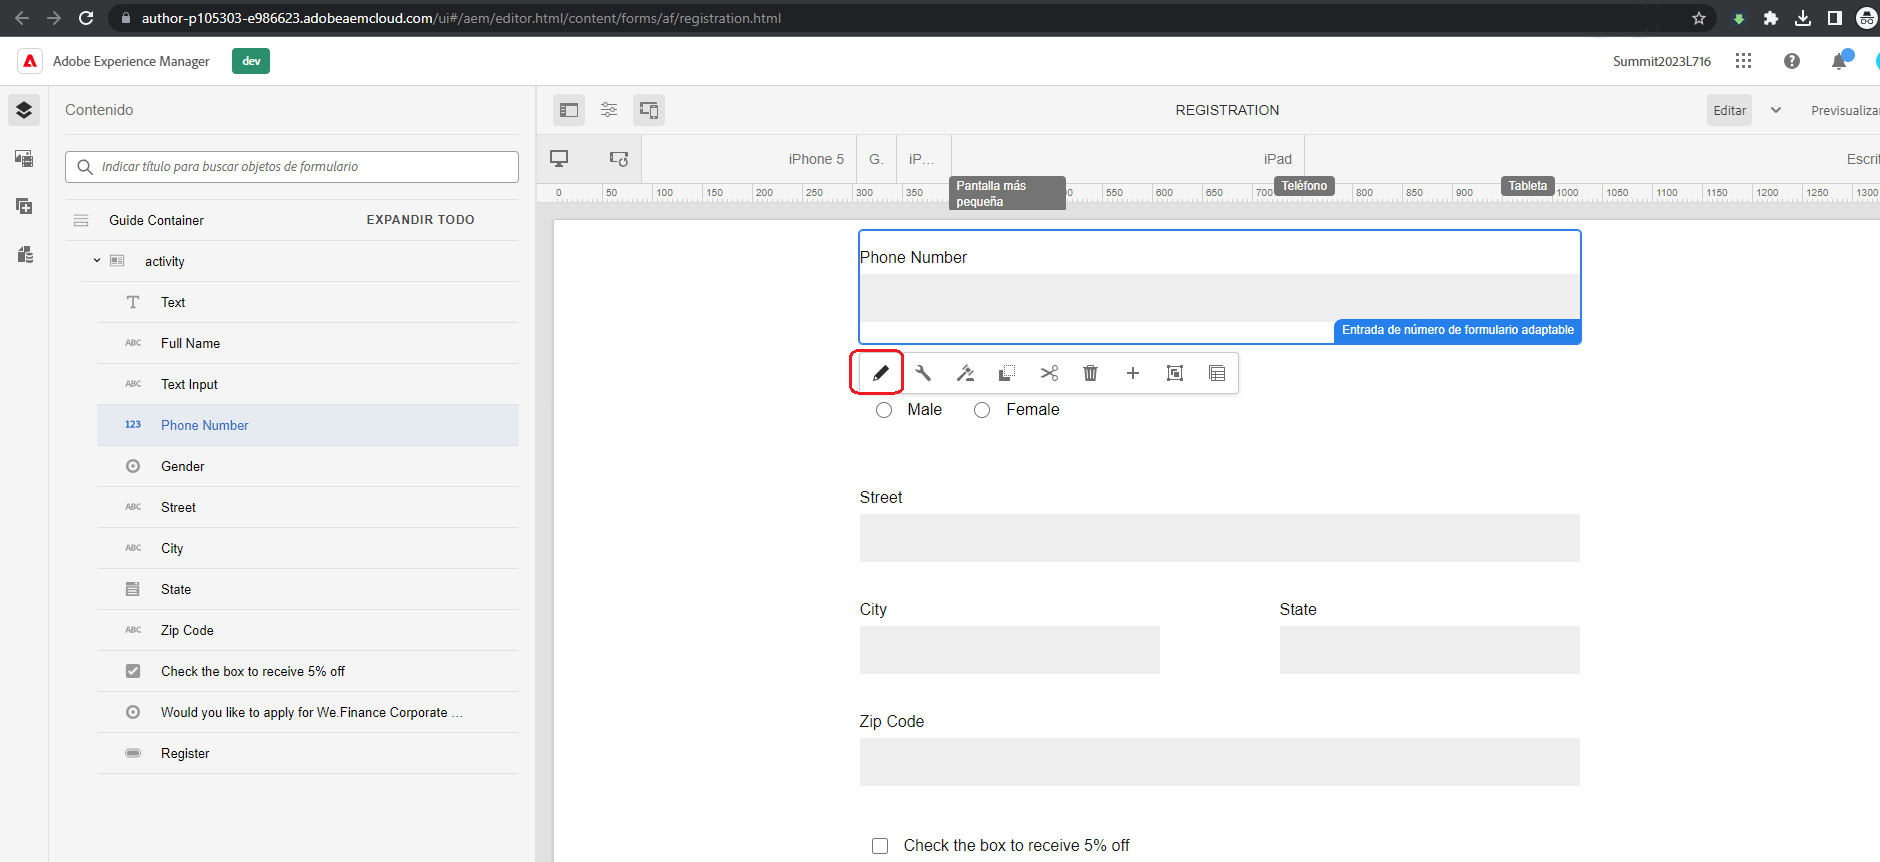 author-p105303-e986623.adobeaemcloud.com/ui#/aem/editor.html/content/forms/af/registration.html
Adobe Experience Manager dev Summit2023L716
Contenido
REGISTRATION Editar Previsualiza
Indicar título para buscar objetos de formulario
iPhone 5 G. iP... iPad Escri
0 50 100 150 200 250 300 350 550 600 650 700 800 850 900 1000 1050 1100 1150 1200 1250 1300
Pantalla más pequeña
Teléfono
Tableta
Guide Container EXPANDIR TODO
activity
Text
ABC Full Name
ABC Text Input
123 Phone Number
Gender
ABC Street
ABC City
State
ABC Zip Code
Check the box to receive 5% off
Would you like to apply for We.Finance Corporate ...
Register
Phone Number
Entrada de número de formulario adaptable
Male Female
Street
City State
Zip Code
Check the box to receive 5% off